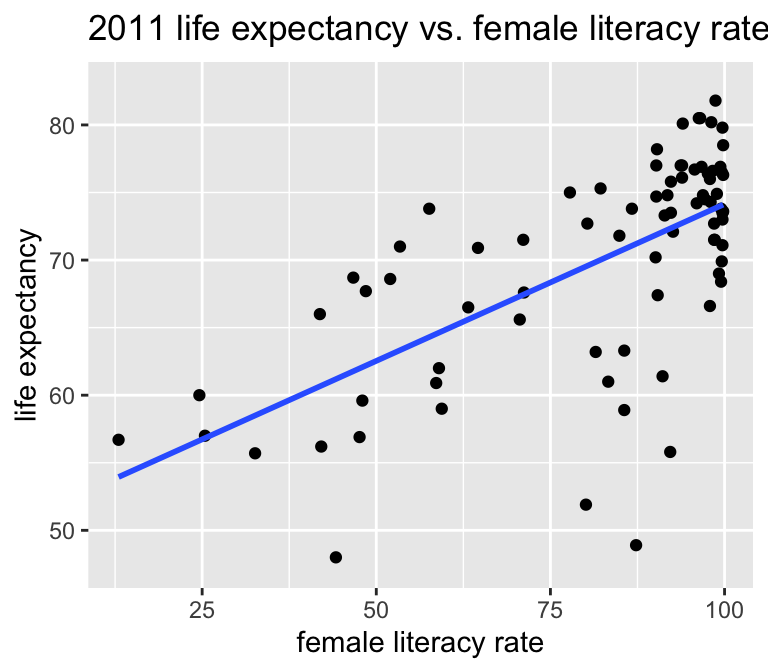 2011 life expectancy vs. female literacy rate
80
70
60
50
life expectancy
25 50 75 100
female literacy rate